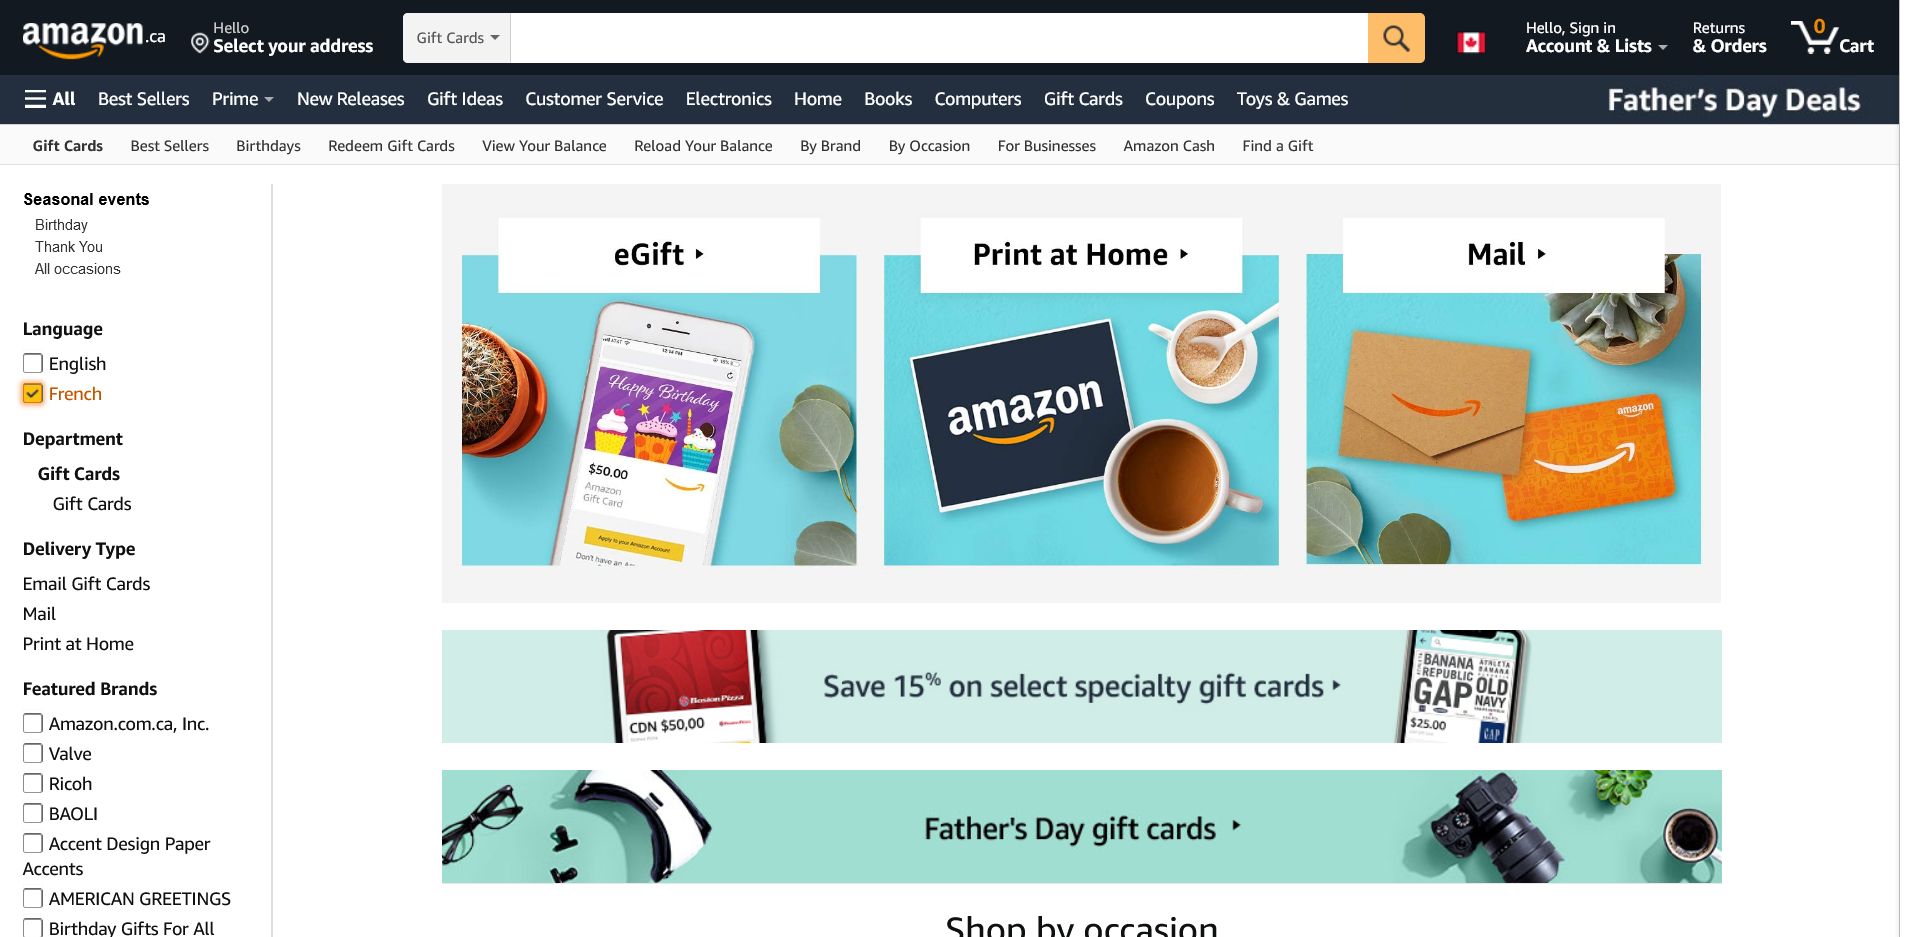 amazon.ca
Hello
Select your address
Gift Cards
Hello, Sign in
Account & Lists
Returns
& Orders
0
Cart
All
Best Sellers
Prime
New Releases
Gift Ideas
Customer Service
Electronics
Home
Books
Computers
Gift Cards
Coupons
Toys & Games
Father's Day Deals
Gift Cards
Best Sellers
Birthdays
Redeem Gift Cards
View Your Balance
Reload Your Balance
By Brand
By Occasion
For Businesses
Amazon Cash
Find a Gift
Seasonal events
Birthday
Thank You
All occasions
Language
English
French
Department
Gift Cards
Gift Cards
Delivery Type
Email Gift Cards
Mail
Print at Home
Featured Brands
Amazon.com.ca, Inc.
Valve
Ricoh
BAOLI
Accent Design Paper
Accents
AMERICAN GREETINGS
Birthday Gifts For All
eGift
12:04 PM
Happy Birthday
$50.00
Amazon
Gift Card
Apply to your Amazon Account
Don't have an
Print at Home
amazon
Mail
amazon
Boston Pizza
CDN $50,00
Save 15% on select specialty gift cards
BANANA
REPUBLIC
GAP
ATHLETA
BANANA
OLD
NAVY
$25.00
GAP
Father's Day gift cards
Shop by occasion